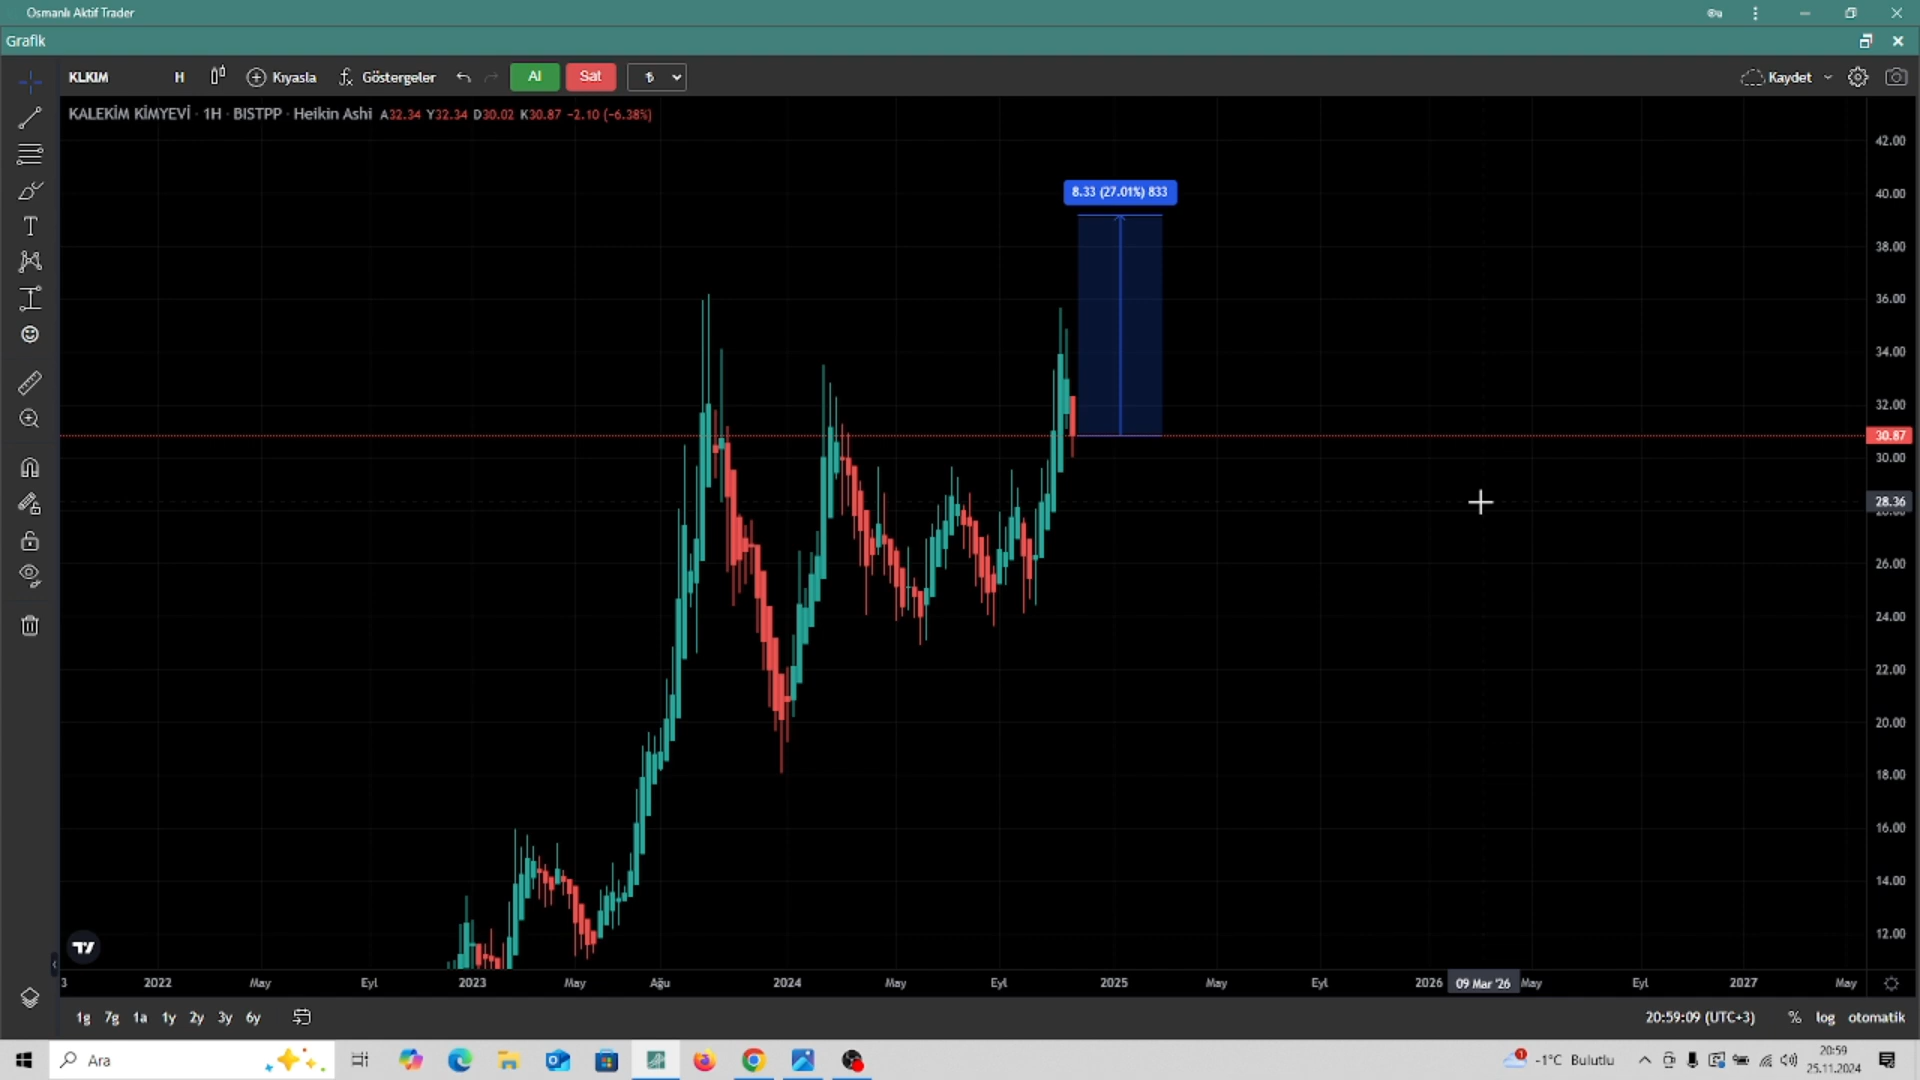 Osmanlı Aktif Trader
Grafik
KLKIM H Kıyasla Göstergeler Al Sat ₺ Kaydet
KALEKİM KİMYEVİ · 1H · BISTPP · Heikin Ashi A32.34 Y32.34 D30.02 K30.87 −2.10 (−6.38%)
42.00
8.33 (27.01%) 833
40.00
38.00
36.00
34.00
32.00
30.87
30.00
28.36
26.00
24.00
22.00
20.00
18.00
16.00
14.00
12.00
3 2022 May Eyl 2023 May Ağu 2024 May Eyl 2025 May Eyl 2026 09 Mar '26 May Eyl 2027 May
1g 7g 1a 1y 2y 3y 6y 20:59:09 (UTC+3) % log otomatik
Ara 1 -1°C Bulutlu 20:59
25.11.2024